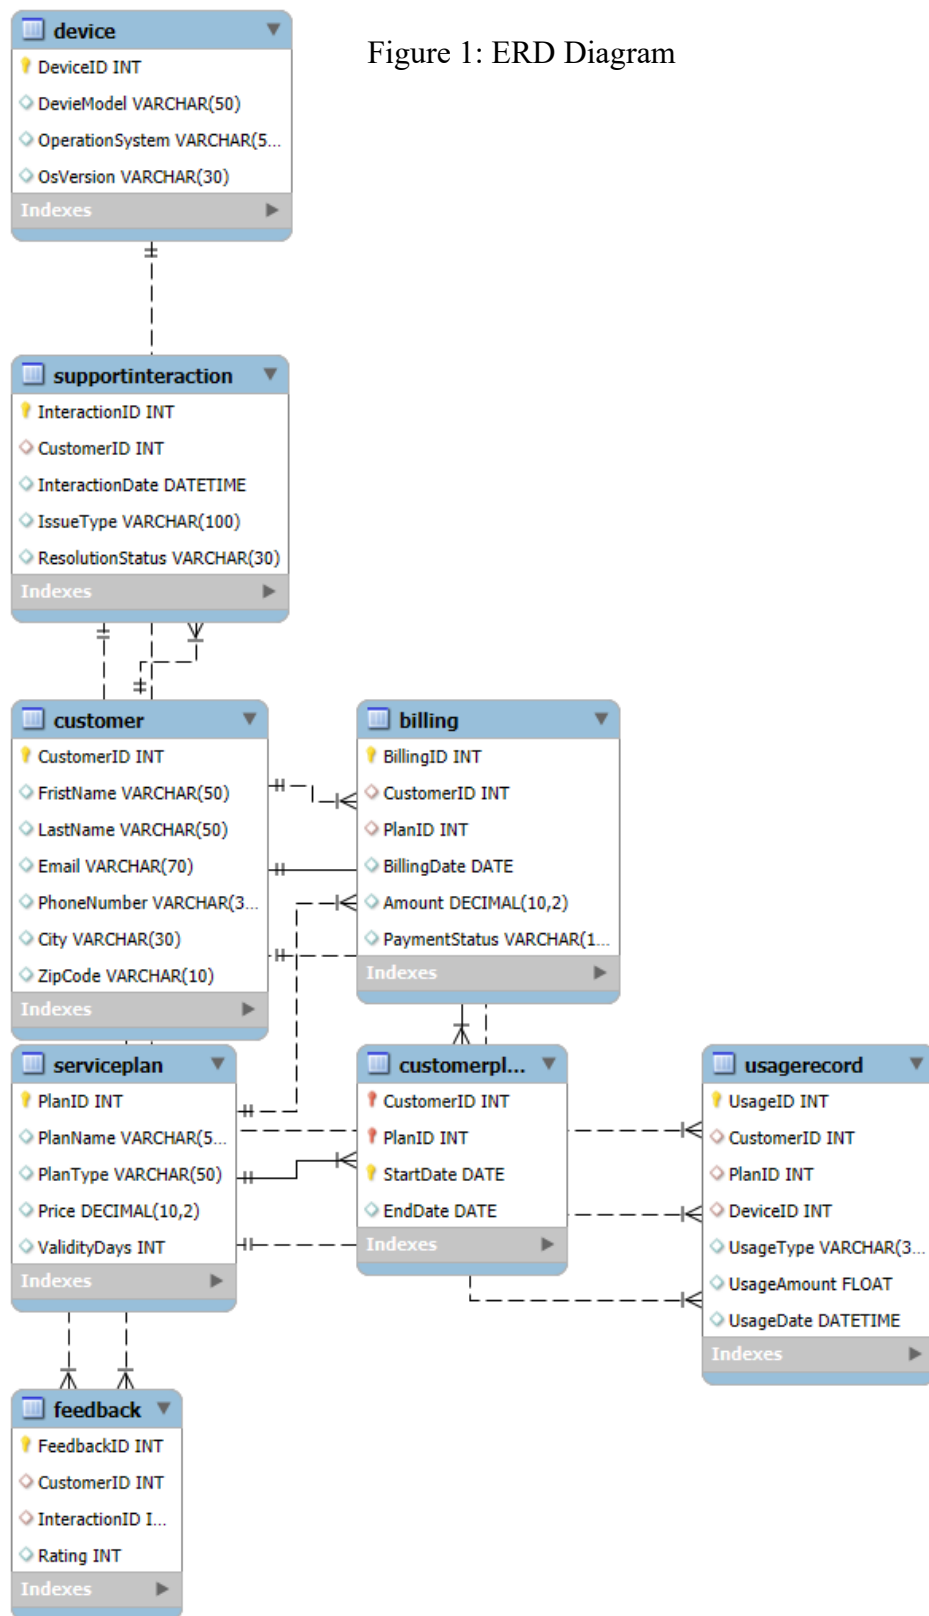 Figure 1: ERD Diagram
device
DeviceID INT
DevieModel VARCHAR(50)
OperationSystem VARCHAR(5...
OsVersion VARCHAR(30)
Indexes
supportinteraction
InteractionID INT
CustomerID INT
InteractionDate DATETIME
IssueType VARCHAR(100)
ResolutionStatus VARCHAR(30)
Indexes
customer
CustomerID INT
FristName VARCHAR(50)
LastName VARCHAR(50)
Email VARCHAR(70)
PhoneNumber VARCHAR(3...
City VARCHAR(30)
ZipCode VARCHAR(10)
Indexes
billing
BillingID INT
CustomerID INT
PlanID INT
BillingDate DATE
Amount DECIMAL(10,2)
PaymentStatus VARCHAR(1...
Indexes
serviceplan
PlanID INT
PlanName VARCHAR(5...
PlanType VARCHAR(50)
Price DECIMAL(10,2)
ValidityDays INT
Indexes
customerpl...
CustomerID INT
PlanID INT
StartDate DATE
EndDate DATE
Indexes
usagerecord
UsageID INT
CustomerID INT
PlanID INT
DeviceID INT
UsageType VARCHAR(3...
UsageAmount FLOAT
UsageDate DATETIME
Indexes
feedback
FeedbackID INT
CustomerID INT
InteractionID I...
Rating INT
Indexes